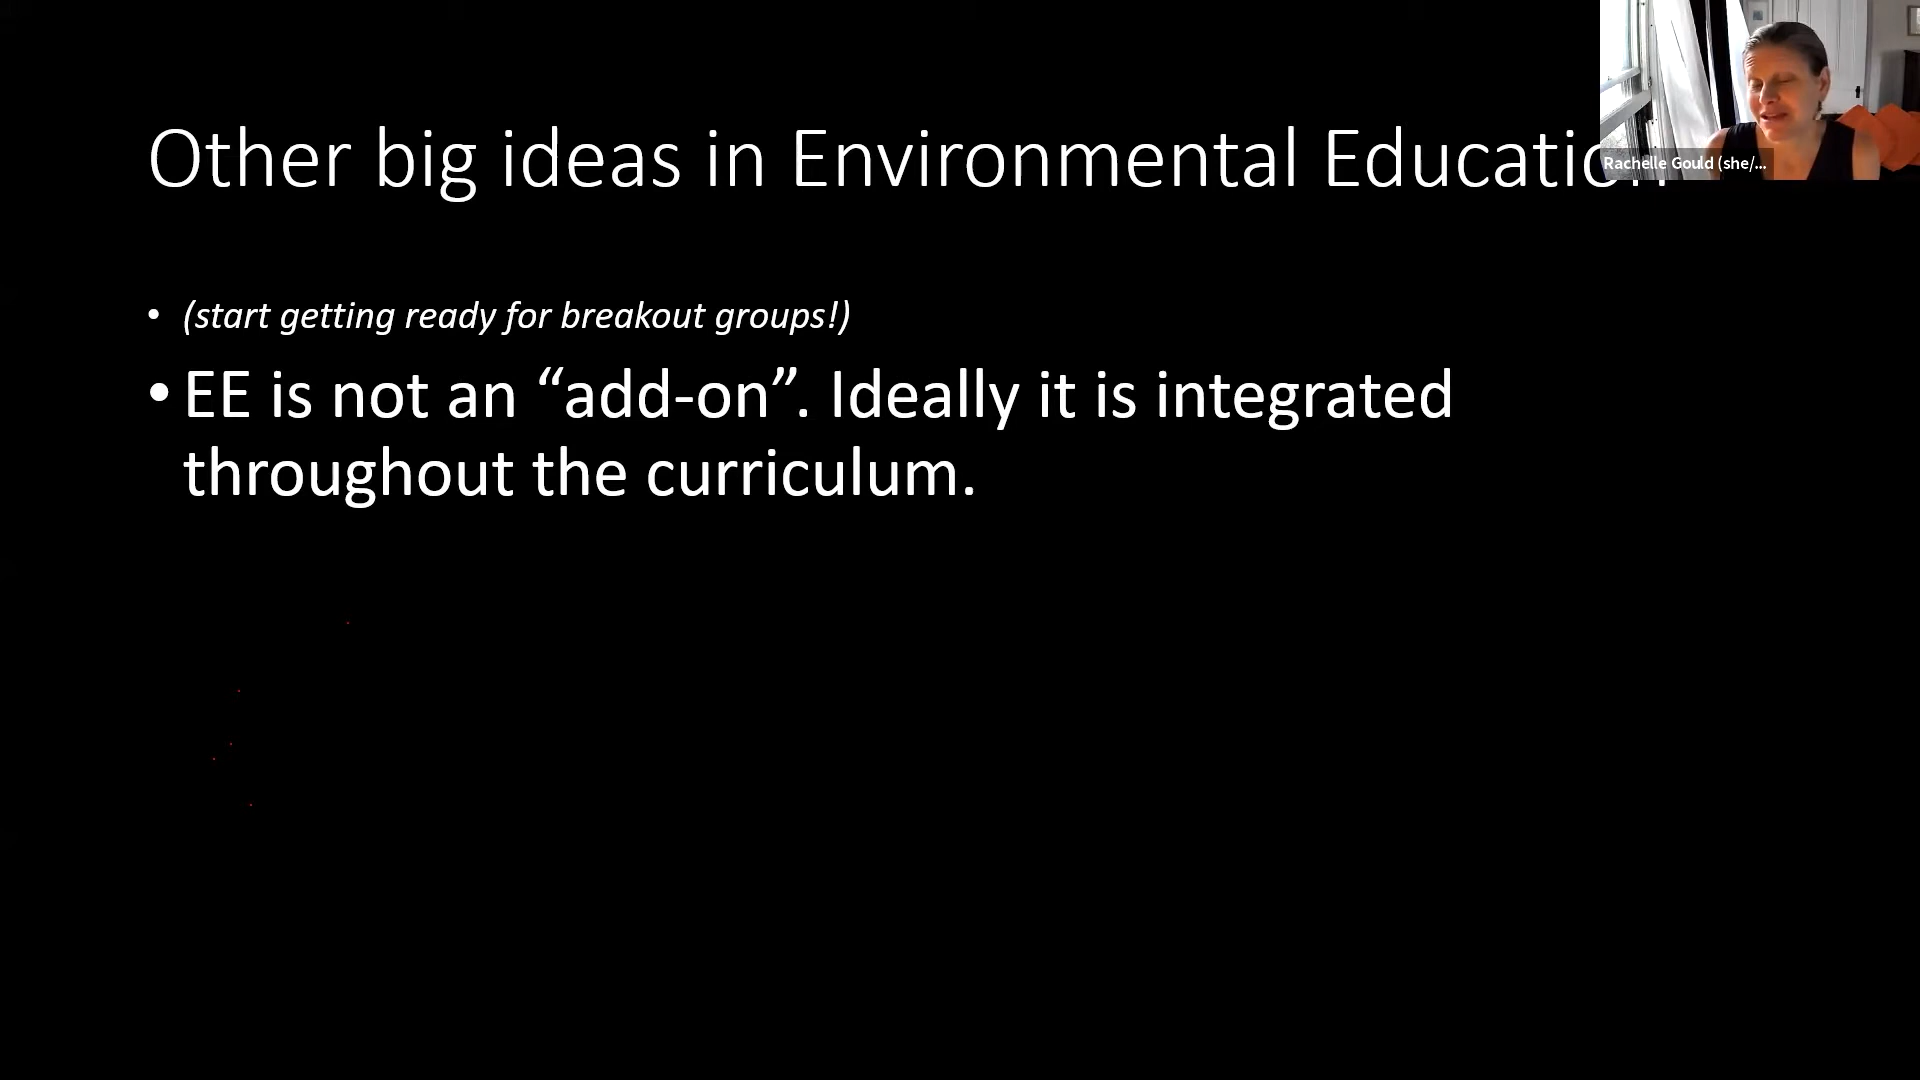 Other big ideas in Environmental Education
Rachelle Gould (she/...
• (start getting ready for breakout groups!)
• EE is not an “add-on”. Ideally it is integrated
throughout the curriculum.